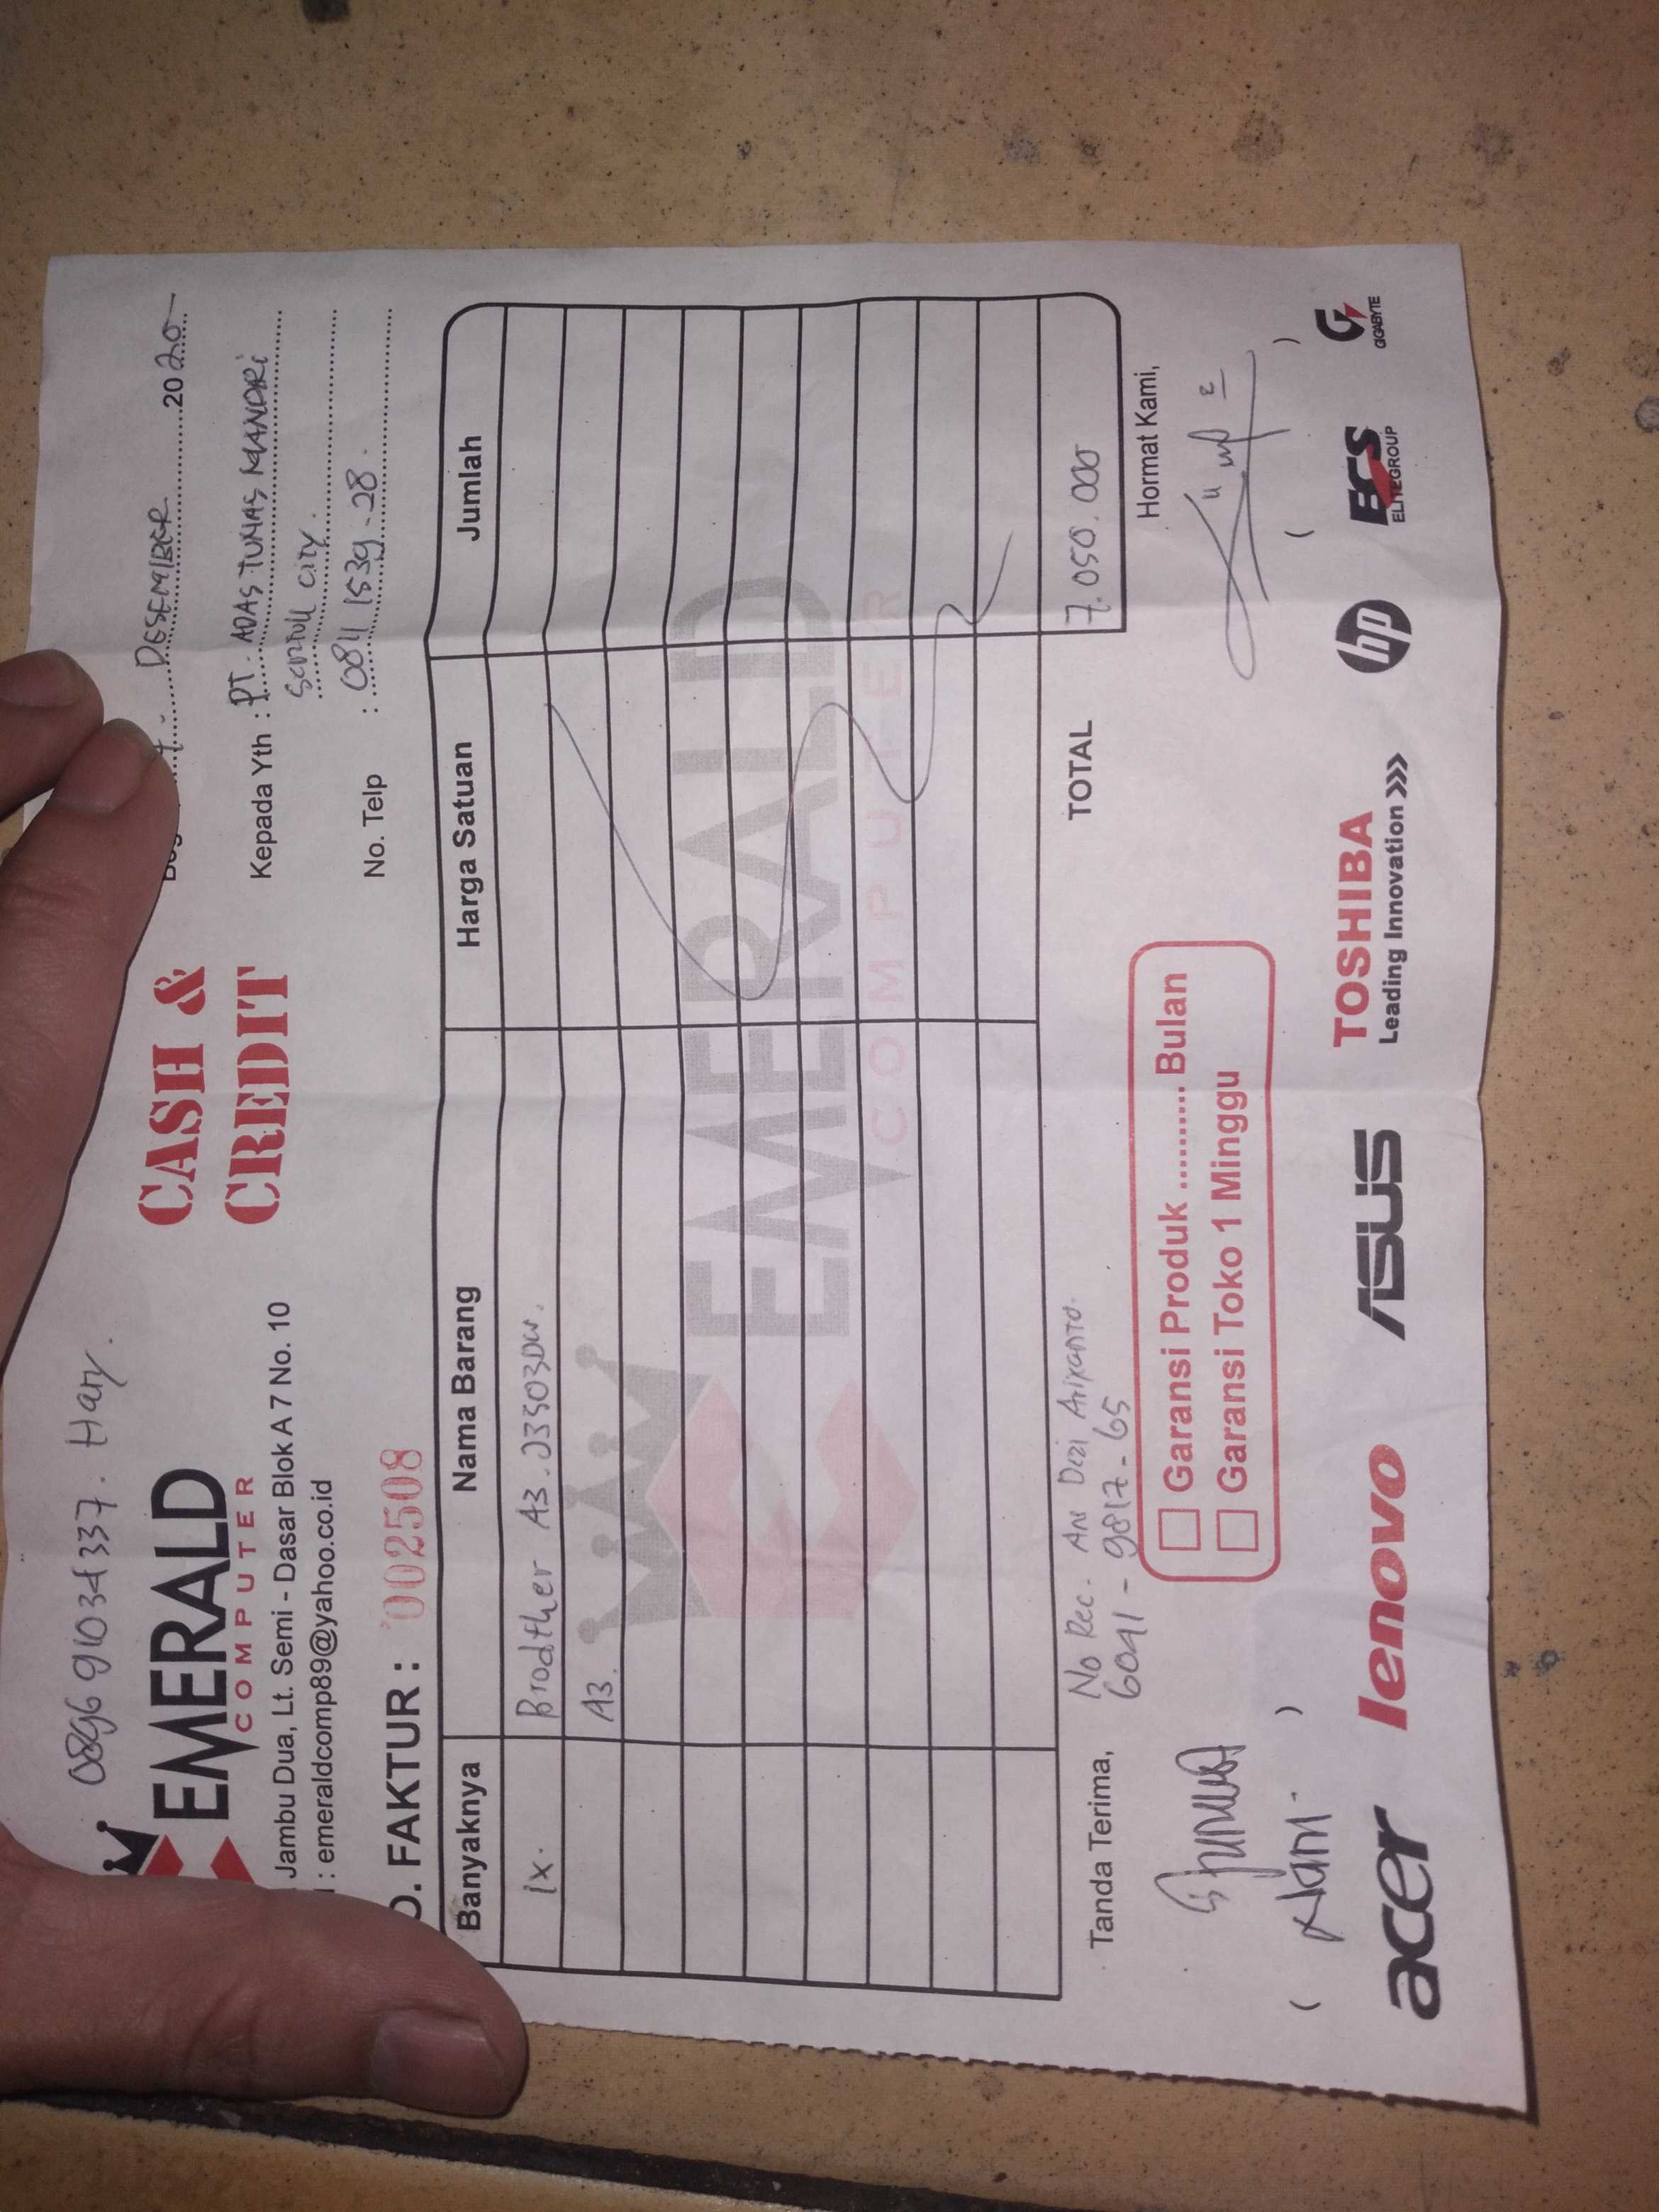 Hary.
EMERALD
COMPUTER
Jambu Dua, Lt. Semi - Dasar Blok A 7 No. 10
: emeraldcomp89@yahoo.co.id
CASH &
CREDIT
DESEMBER 2020
Kepada Yth : PT. ADAS TUNAS MANDIRI
Sentul City.
No. Telp : 0811 1539-28.
O. FAKTUR : 002508
Banyaknya Nama Barang Harga Satuan Jumlah
1x. Brodther A3. J3530DW.
A3.
EMERALD
COMPUTER
TOTAL 7.050.000
Tanda Terima,
No Rec. AN Dezi Arikanto.
6041 - 9817 - 65
Hormat Kami,
Garansi Produk .......... Bulan
Garansi Toko 1 Minggu
( )
( )
acer
lenovo
ASUS
TOSHIBA
Leading Innovation >>>
hp
ECS
ELITEGROUP
GIGABYTE